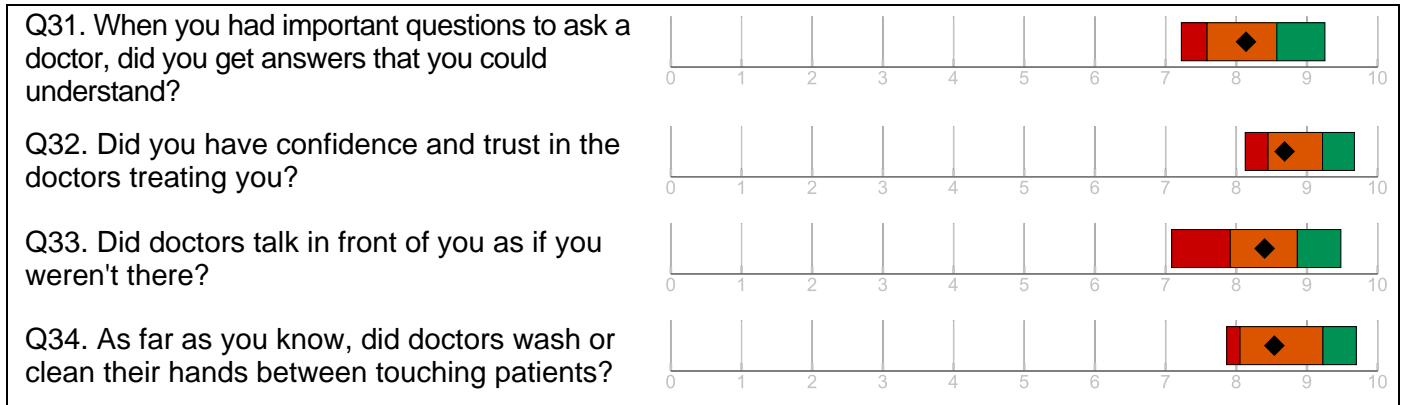 Q31. When you had important questions to ask a
doctor, did you get answers that you could
understand?
0 1 2 3 4 5 6 7 8 9 10
Q32. Did you have confidence and trust in the
doctors treating you?
0 1 2 3 4 5 6 7 8 9 10
Q33. Did doctors talk in front of you as if you
weren't there?
0 1 2 3 4 5 6 7 8 9 10
Q34. As far as you know, did doctors wash or
clean their hands between touching patients?
0 1 2 3 4 5 6 7 8 9 10